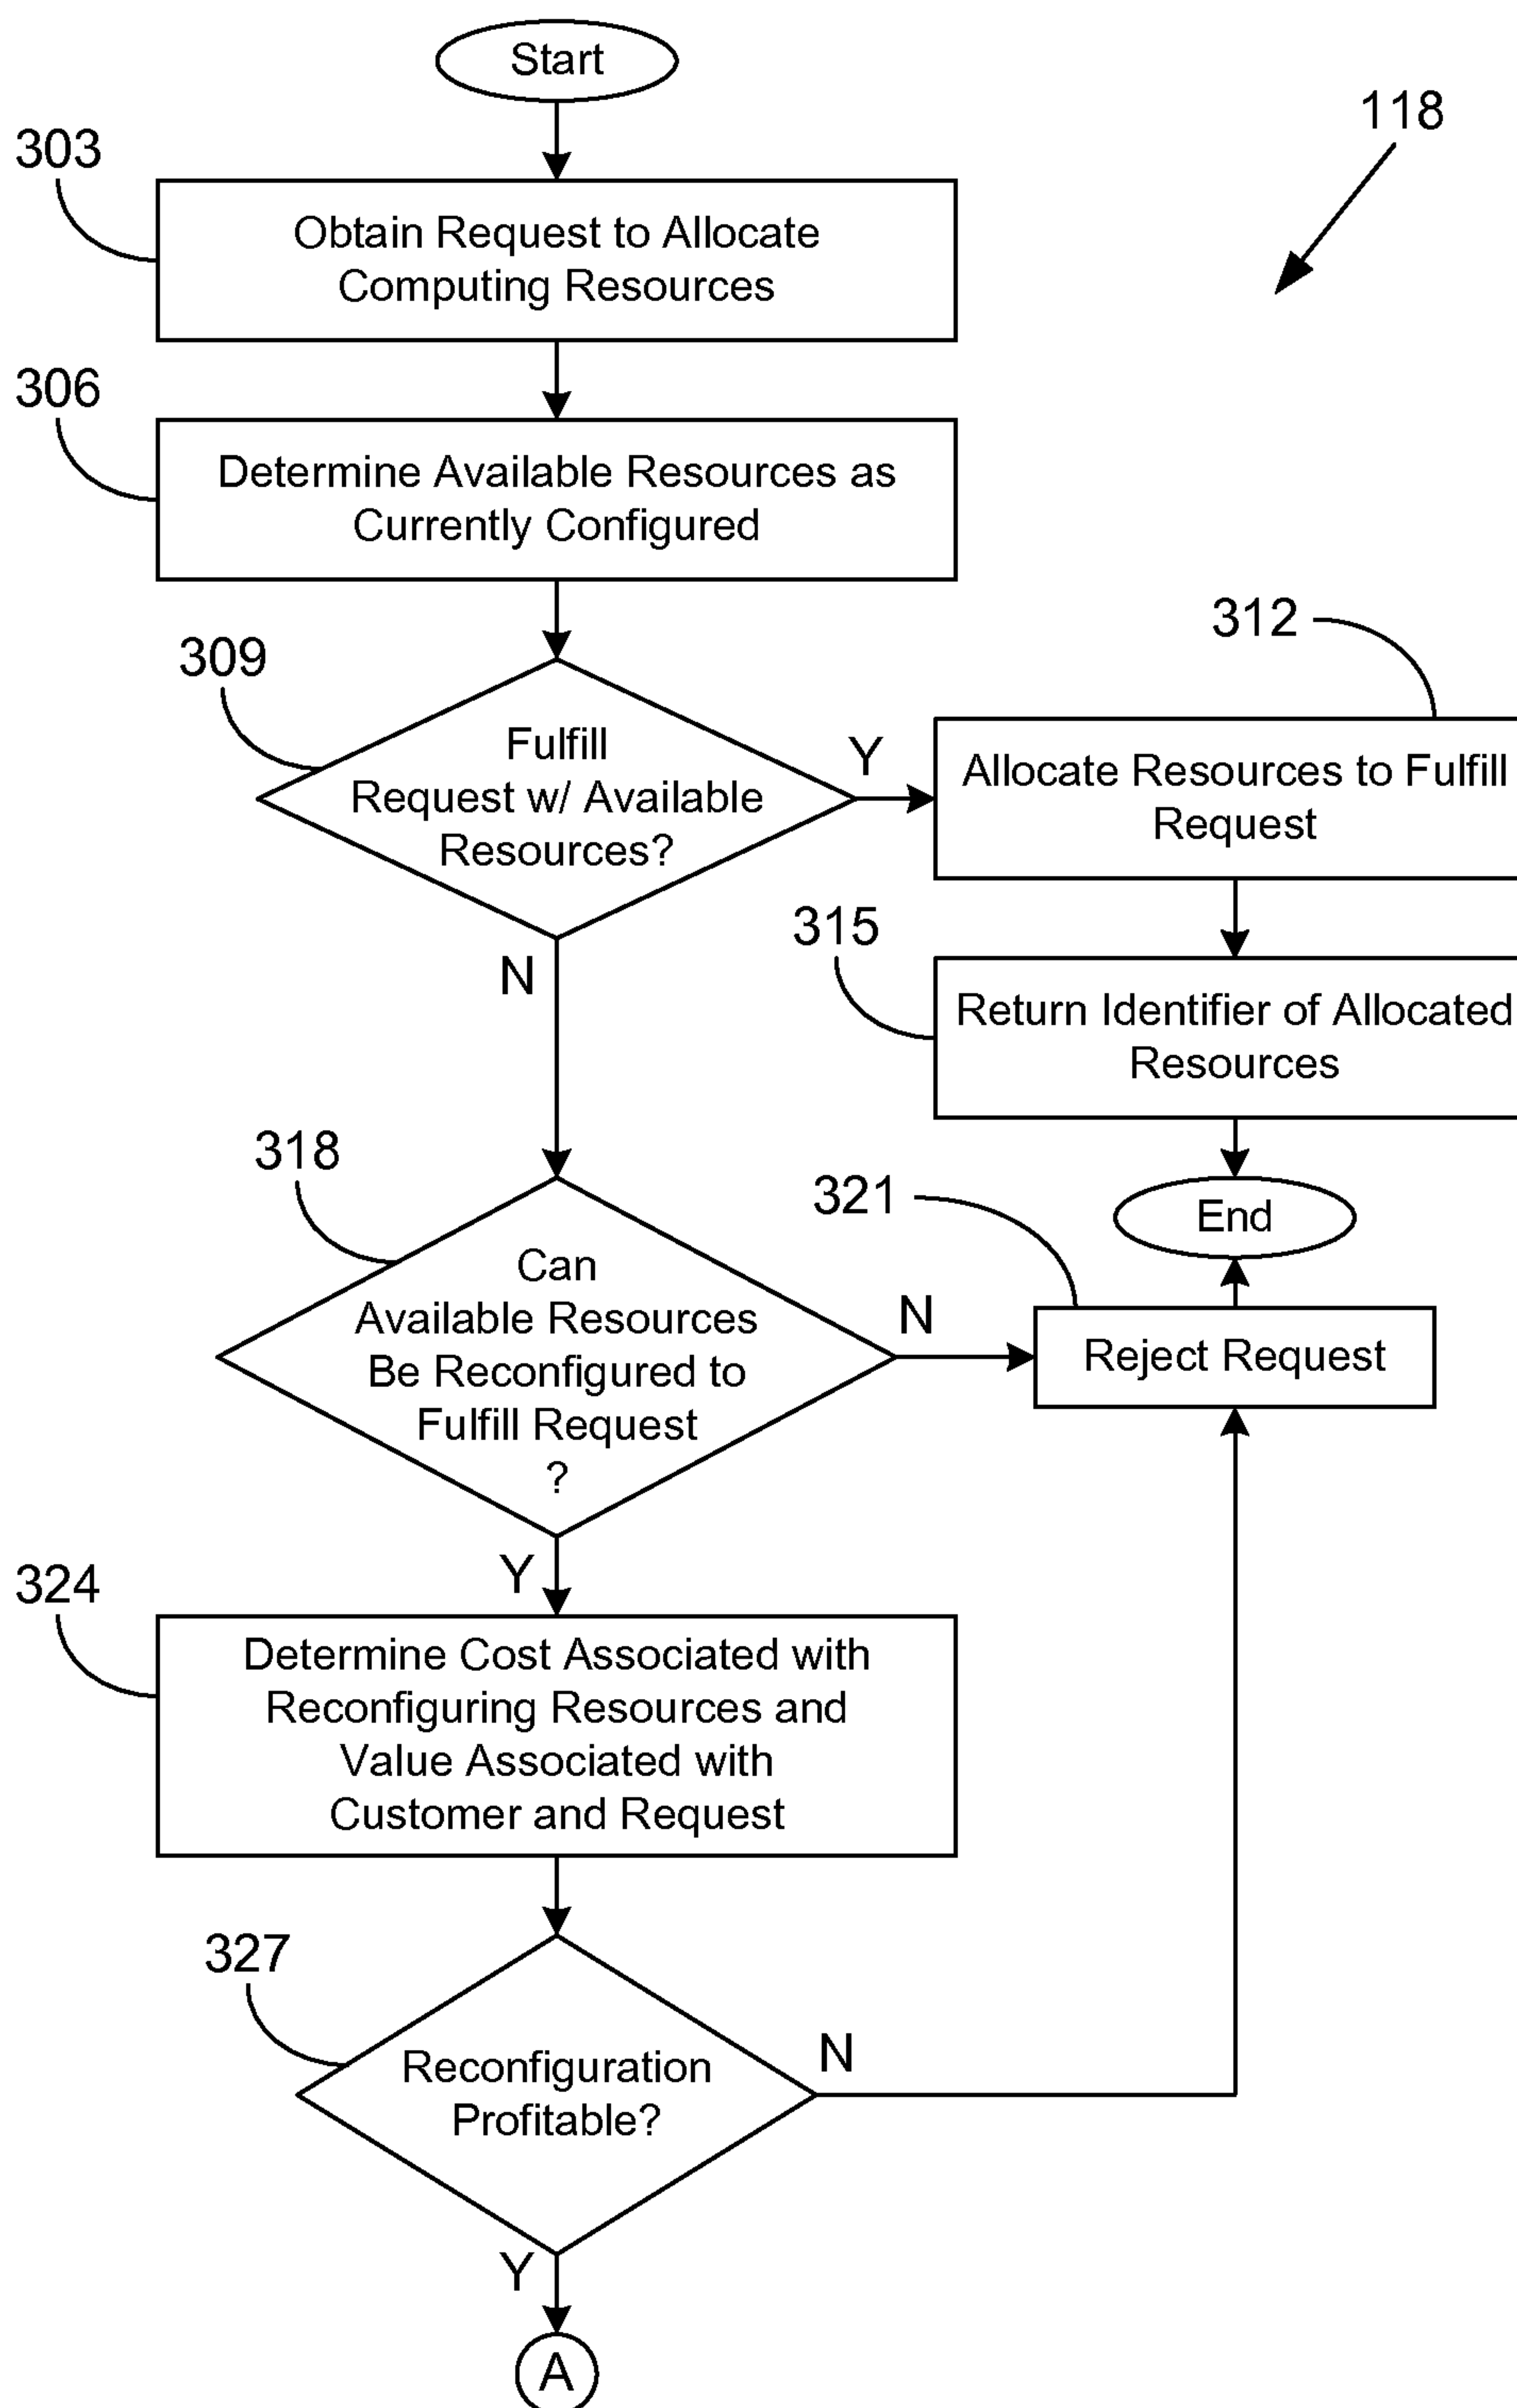 Start
118
303
Obtain Request to Allocate
Computing Resources
306
Determine Available Resources as
Currently Configured
309
Fulfill
Request w/ Available
Resources?
Y
312
Allocate Resources to Fulfill
Request
N
315
Return Identifier of Allocated
Resources
318
Can
Available Resources
Be Reconfigured to
Fulfill Request
?
N
321
End
Reject Request
Y
324
Determine Cost Associated with
Reconfiguring Resources and
Value Associated with
Customer and Request
327
Reconfiguration
Profitable?
N
Y
A